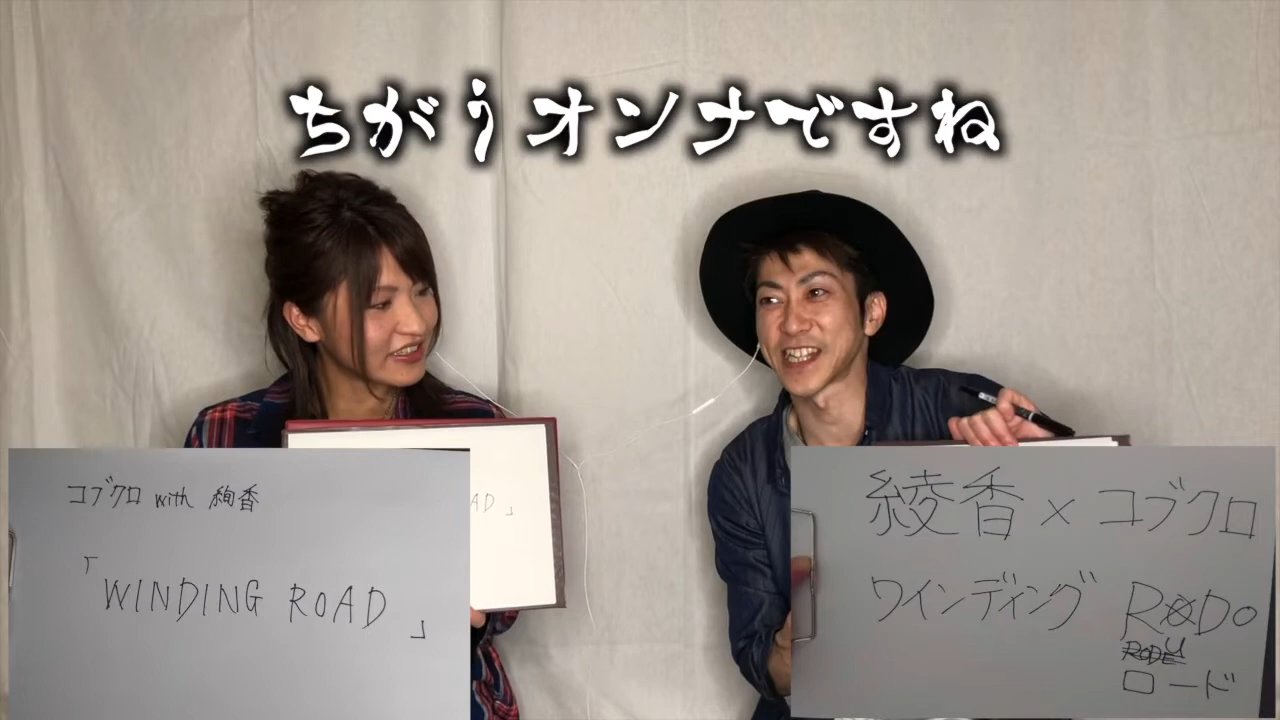 ちがうオンナですね
コブクロ with 絢香
「WINDING ROAD」
AD」
綾香×コブクロ
ワインディング RODO
ロード